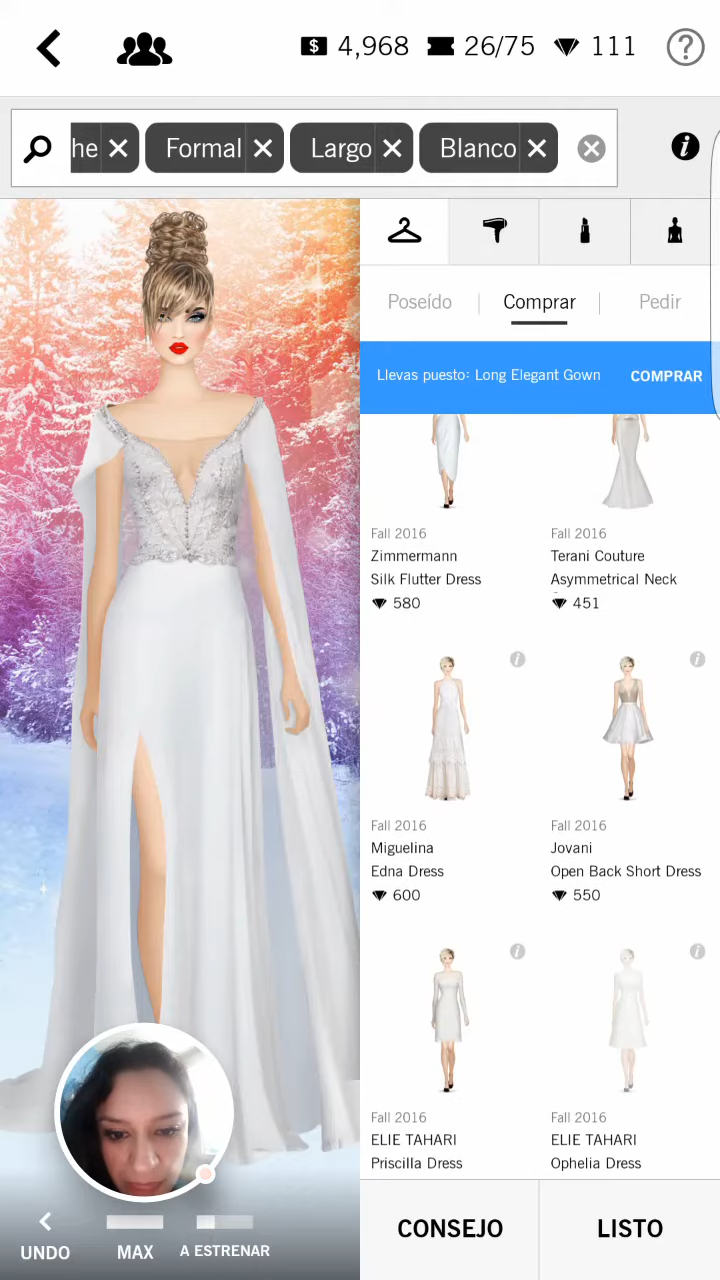 $ 4,968 26/75 111 ?
he Formal Largo Blanco
Poseído Comprar Pedir
Llevas puesto: Long Elegant Gown COMPRAR
Fall 2016
Zimmermann
Silk Flutter Dress
580
Fall 2016
Terani Couture
Asymmetrical Neck
451
Fall 2016
Miguelina
Edna Dress
600
Fall 2016
Jovani
Open Back Short Dress
550
Fall 2016
ELIE TAHARI
Priscilla Dress
Fall 2016
ELIE TAHARI
Ophelia Dress
UNDO MAX A ESTRENAR
CONSEJO LISTO